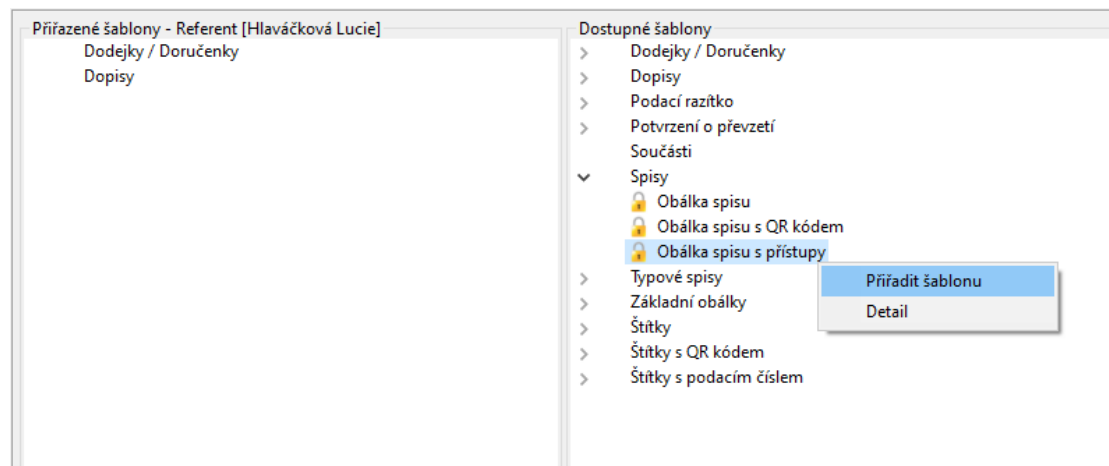 Přiřazené šablony - Referent [Hlaváčková Lucie]
Dodejky / Doručenky
Dopisy
Dostupné šablony
Dodejky / Doručenky
Dopisy
Podací razítko
Potvrzení o převzetí
Součásti
Spisy
Obálka spisu
Obálka spisu s QR kódem
Obálka spisu s přístupy
Typové spisy
Základní obálky
Štítky
Štítky s QR kódem
Štítky s podacím číslem
Přiřadit šablonu
Detail